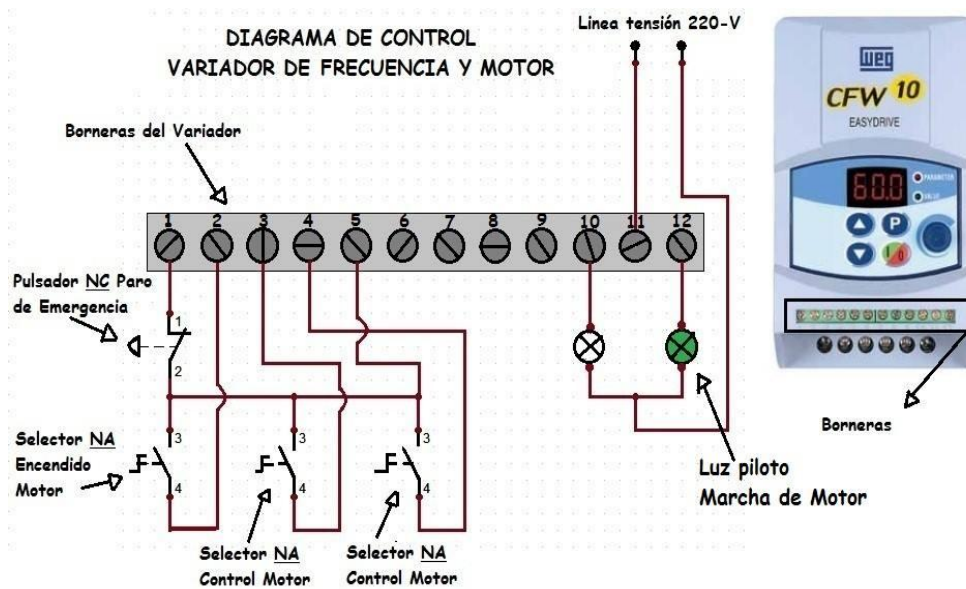 DIAGRAMA DE CONTROL
VARIADOR DE FRECUENCIA Y MOTOR
Linea tensión 220-V
Borneras del Variador
1 2 3 4 5 6 7 8 9 10 11 12
Pulsador NC Paro
de Emergencia
1
2
Selector NA
Encendido
Motor
3
4
3
4
3
4
Selector NA
Control Motor
Selector NA
Control Motor
Luz piloto
Marcha de Motor
weg
CFW 10
EASYDRIVE
60.0
PARAMETER
VALUE
P
I
O
Borneras